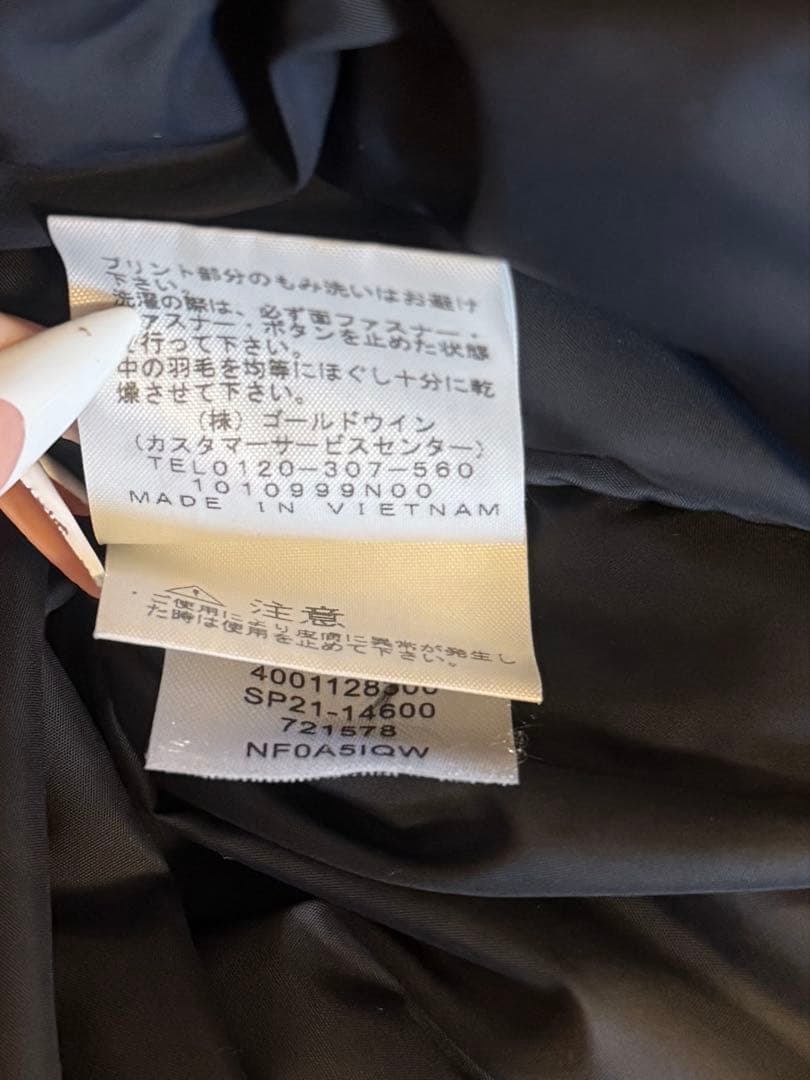 プリント部分のもみ洗いはお避け
下さい。
洗濯の際は、必ず面ファスナー・
ァスナー・ボタンを止めた状態
行って下さい。
中の羽毛を均等にほぐし十分に乾
燥させて下さい。
(株)ゴールドウイン
(カスタマーサービスセンター)
TEL0120-307-560
1010999N00
MADE IN VIETNAM
注意
・ご使用により皮膚に異常が発生し
た時は使用を止めて下さい。
4001128300
SP21-14600
721578
NF0A5IQW